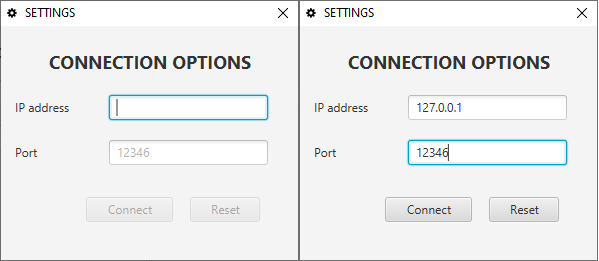 SETTINGS
CONNECTION OPTIONS
IP address
Port 12346
Connect Reset
SETTINGS
CONNECTION OPTIONS
IP address 127.0.0.1
Port 12346
Connect Reset